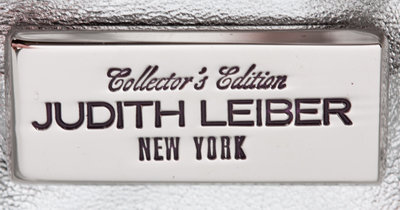 Collector's Edition
JUDITH LEIBER
NEW YORK